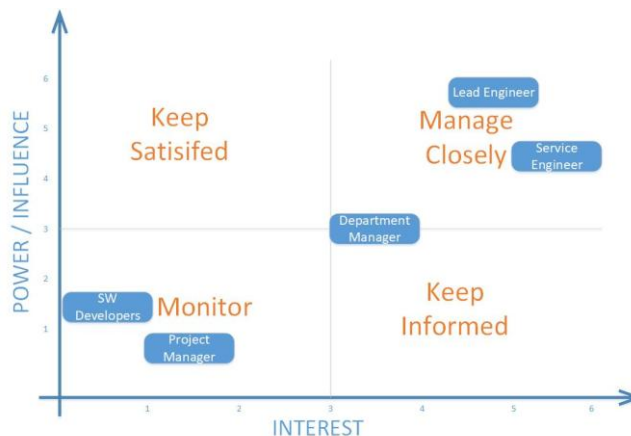 6
5
4
3
2
1
POWER / INFLUENCE
Keep
Satisifed
Lead Engineer
Manage
Closely
Service
Engineer
Department
Manager
SW
Developers
Monitor
Project
Manager
Keep
Informed
1
2
3
4
5
6
INTEREST